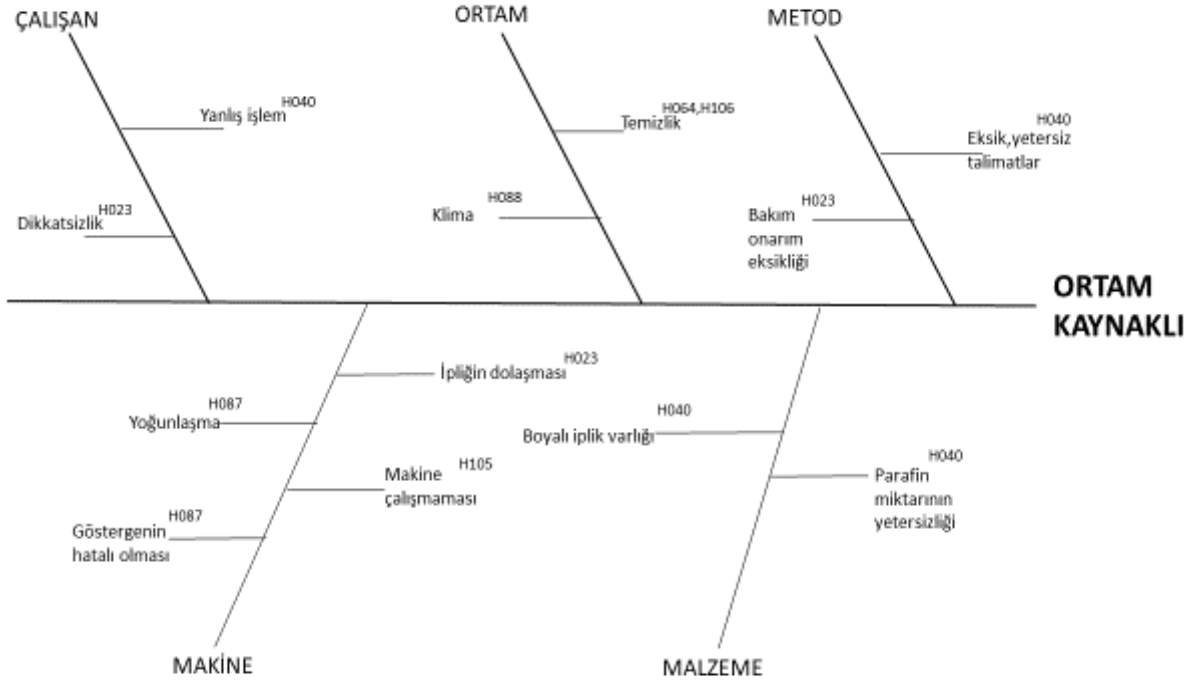 ÇALIŞAN
ORTAM
METOD
Yanlış işlem H040
Dikkatsizlik H023
Temizlik H064,H106
Klima H088
H040
Eksik,yetersiz
talimatlar
Bakım H023
onarım
eksikliği
ORTAM
KAYNAKLI
İpliğin dolaşması H023
H087
Yoğunlaşma
Makine H105
çalışmaması
H087
Göstergenin
hatalı olması
H040
Boyalı iplik varlığı
H040
Parafin
miktarının
yetersizliği
MAKİNE
MALZEME